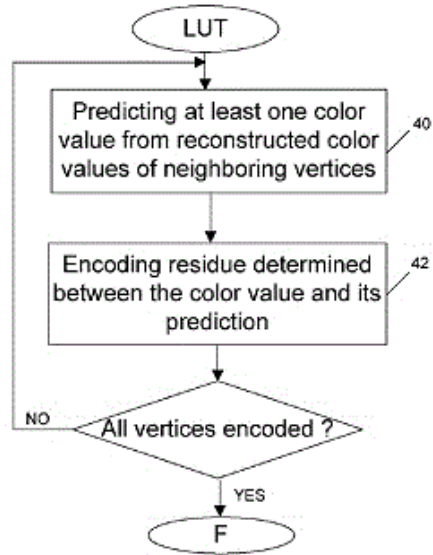 LUT
Predicting at least one color
value from reconstructed color
values of neighboring vertices
40
Encoding residue determined
between the color value and its
prediction
42
All vertices encoded ?
NO
YES
F